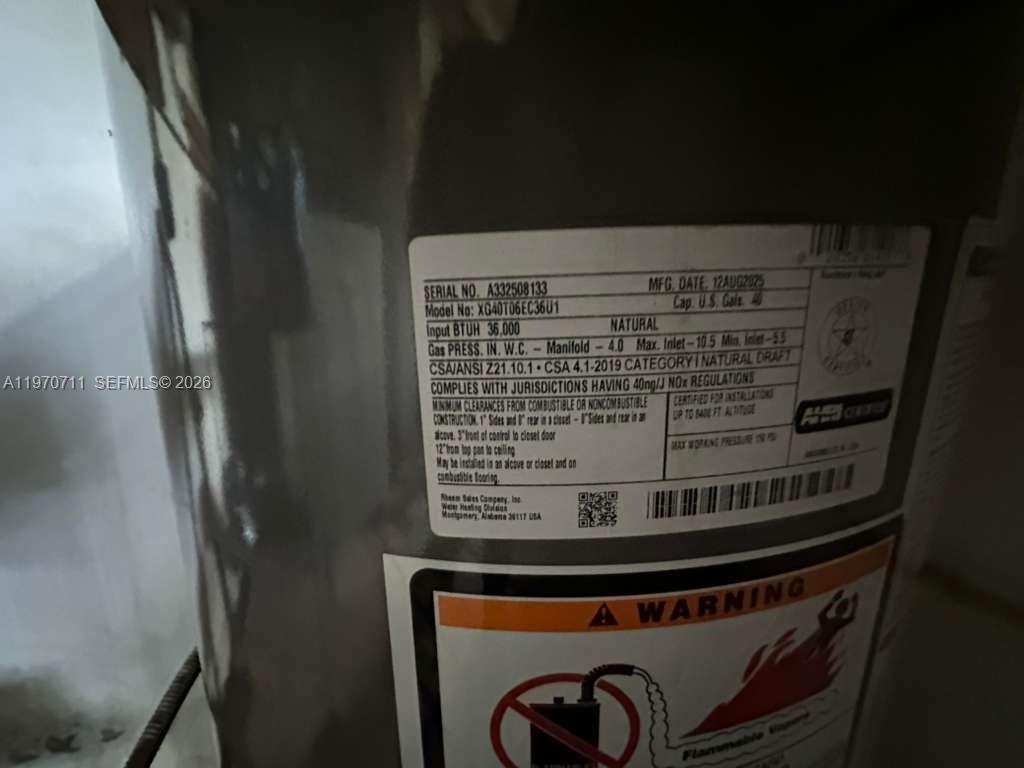 SERIAL NO. A332508133 MFG. DATE. 12AUG2025
Model No: XG40T06EC36U1 Cap. U.S. Gals. 40
Input BTUH 36,000 NATURAL
Gas PRESS. IN. W.C. - Manifold - 4.0 Max. Inlet - 10.5 Min. Inlet - 5.5
CSA/ANSI Z21.10.1 • CSA 4.1-2019 CATEGORY I NATURAL DRAFT
COMPLIES WITH JURISDICTIONS HAVING 40ng/J NOx REGULATIONS
MINIMUM CLEARANCES FROM COMBUSTIBLE OR NONCOMBUSTIBLE
CONSTRUCTION. 1" Sides and 0" rear in a closet - 0" Sides and rear in an
alcove. 3" front of control to closet door
12" from top pan to ceiling
May be installed in an alcove or closet and on
combustible flooring.
CERTIFIED FOR INSTALLATIONS
UP TO 8400 FT. ALTITUDE
MAX WORKING PRESSURE 150 PSI
Rheem Sales Company, Inc.
Water Heating Division
Montgomery, Alabama 36117 USA
A11970711 SEFMLS© 2026
WARNING
Flammable Vapors